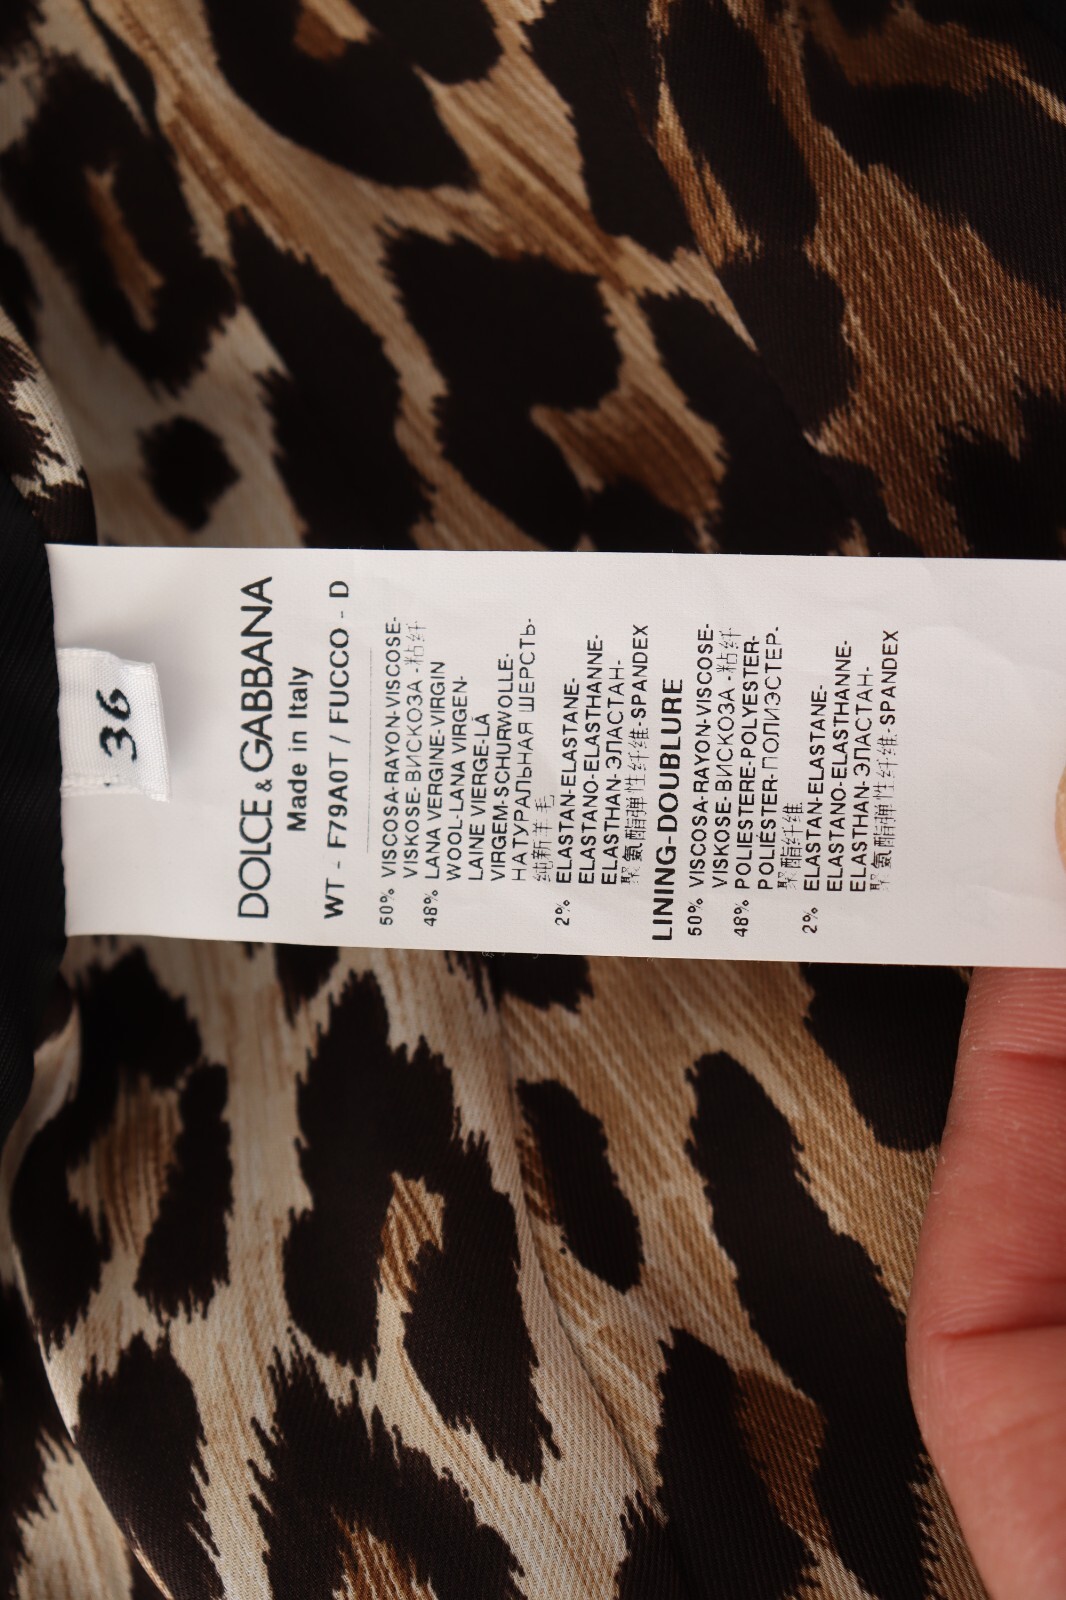 36
DOLCE & GABBANA
Made in Italy
WT - F79A0T / FUCCO - D
50% VISCOSA-RAYON-VISCOSE-
VISKOSE-ВИСКОЗА-粘纤
48% LANA VERGINE-VIRGIN
WOOL-LANA VIRGEN-
LAINE VIERGE-LÃ
VIRGEM-SCHURWOLLE-
НАТУРАЛЬНАЯ ШЕРСТЬ-
纯新羊毛
2% ELASTAN-ELASTANE-
ELASTANO-ELASTHANNE-
ELASTHAN-ЭЛАСТАН-
聚氨酯弹性纤维-SPANDEX
LINING-DOUBLURE
50% VISCOSA-RAYON-VISCOSE-
VISKOSE-ВИСКОЗА-粘纤
48% POLIESTERE-POLYESTER-
POLIÉSTER-ПОЛИЭСТЕР-
聚酯纤维
2% ELASTAN-ELASTANE-
ELASTANO-ELASTHANNE-
ELASTHAN-ЭЛАСТАН-
聚氨酯弹性纤维-SPANDEX